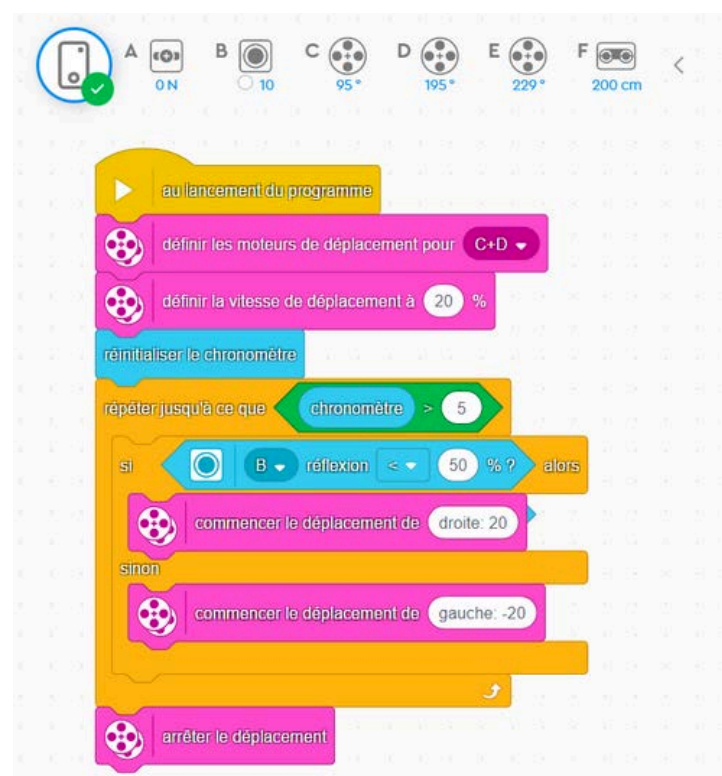 A B C D E F
0 N 10 95° 195° 229° 200 cm
au lancement du programme
définir les moteurs de déplacement pour C+D
définir la vitesse de déplacement à 20 %
réinitialiser le chronomètre
répéter jusqu'à ce que chronomètre > 5
si B réflexion < 50 % ? alors
commencer le déplacement de droite: 20
sinon
commencer le déplacement de gauche: -20
arrêter le déplacement